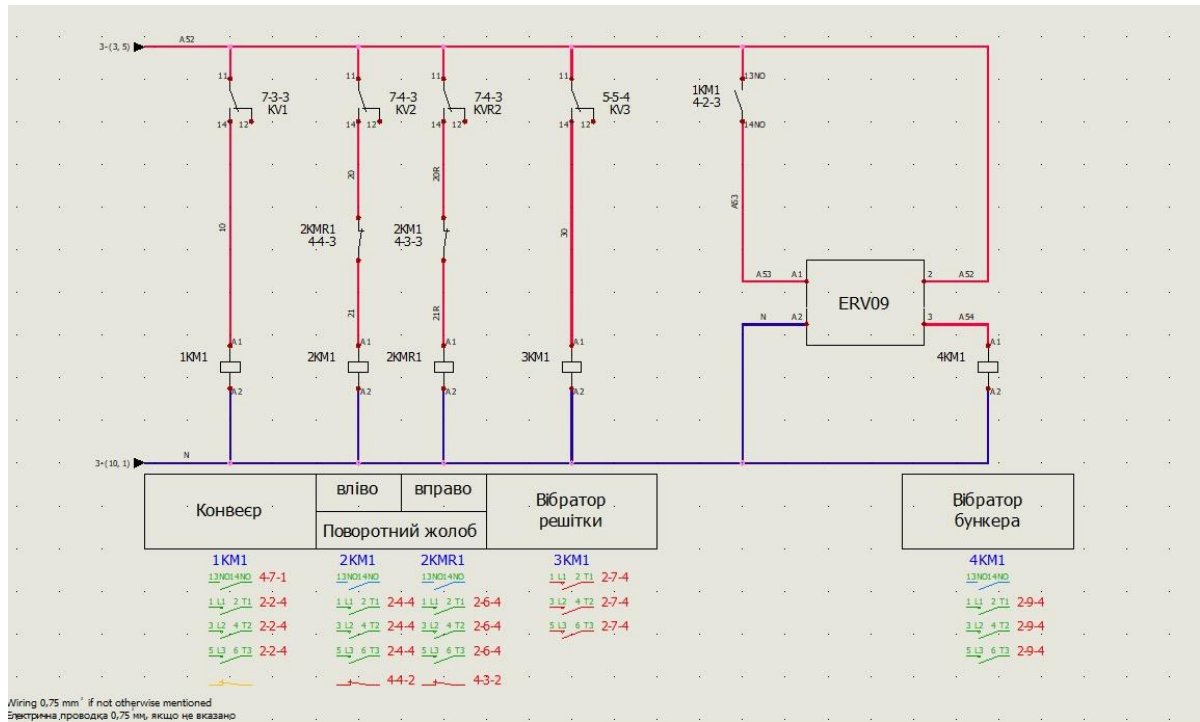 A52
3-(3, 5)
11 11 11 11 13NO
7-3-3 7-4-3 7-4-3 5-5-4 1KM1
KV1 KV2 KVR2 KV3 4-2-3
14 12 14 12 14 12 14 12 14NO
20 20R
A53
10 2KMR1 2KM1 30
4-4-3 4-3-3
A53 A1 2 A52
ERV09
21 21R N A2 3 A54
A1 A1 A1 A1 A1
1KM1 2KM1 2KMR1 3KM1 4KM1
A2 A2 A2 A2 A2
N
3-(10, 1)
вліво вправо
Конвеєр Вібратор решітки Вібратор бункера
Поворотний жолоб
1KM1 2KM1 2KMR1 3KM1 4KM1
13NO14NO 4-7-1 13NO14NO 13NO14NO 1 L1 2 T1 2-7-4 13NO14NO
1 L1 2 T1 2-2-4 1 L1 2 T1 2-4-4 1 L1 2 T1 2-6-4 3 L2 4 T2 2-7-4 1 L1 2 T1 2-9-4
3 L2 4 T2 2-2-4 3 L2 4 T2 2-4-4 3 L2 4 T2 2-6-4 5 L3 6 T3 2-7-4 3 L2 4 T2 2-9-4
5 L3 6 T3 2-2-4 5 L3 6 T3 2-4-4 5 L3 6 T3 2-6-4 5 L3 6 T3 2-9-4
4-4-2 4-3-2
Wiring 0,75 mm² if not otherwise mentioned
Електрична проводка 0,75 мм, якщо не вказано